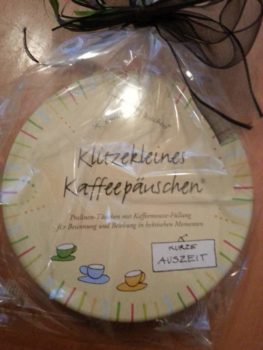 Klitzekleines
Kaffeepäuschen®
Pralinen-Täfelchen mit Kaffeemousse-Füllung
für Besinnung und Belebung in hektischen Momenten
KURZE
AUSZEIT